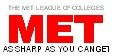 THE MET LEAGUE OF COLLEGES
MET
AS SHARP AS YOU CAN GET